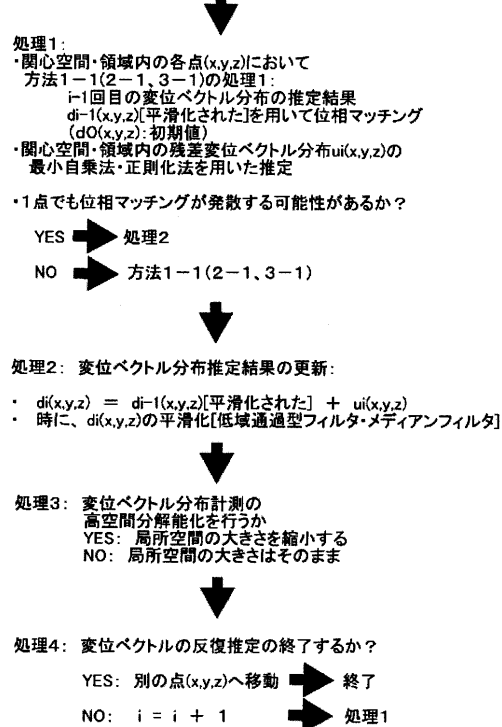 処理1:
・関心空間・領域内の各点(x,y,z)において
方法1-1(2-1、3-1)の処理1:
i-1回目の変位ベクトル分布の推定結果
di-1(x,y,z)[平滑化された]を用いて位相マッチング
(d0(x,y,z):初期値)
・関心空間・領域内の残差変位ベクトル分布ui(x,y,z)の
最小自乗法・正則化法を用いた推定
・1点でも位相マッチングが発散する可能性があるか?
YES 処理2
NO 方法1-1(2-1、3-1)
処理2: 変位ベクトル分布推定結果の更新:
・ di(x,y,z) = di-1(x,y,z)[平滑化された] + ui(x,y,z)
・ 時に、di(x,y,z)の平滑化[低域通過型フィルタ・メディアンフィルタ]
処理3: 変位ベクトル分布計測の
高空間分解能化を行うか
YES: 局所空間の大きさを縮小する
NO: 局所空間の大きさはそのまま
処理4: 変位ベクトルの反復推定の終了するか?
YES: 別の点(x,y,z)へ移動 終了
NO: i = i + 1 処理1